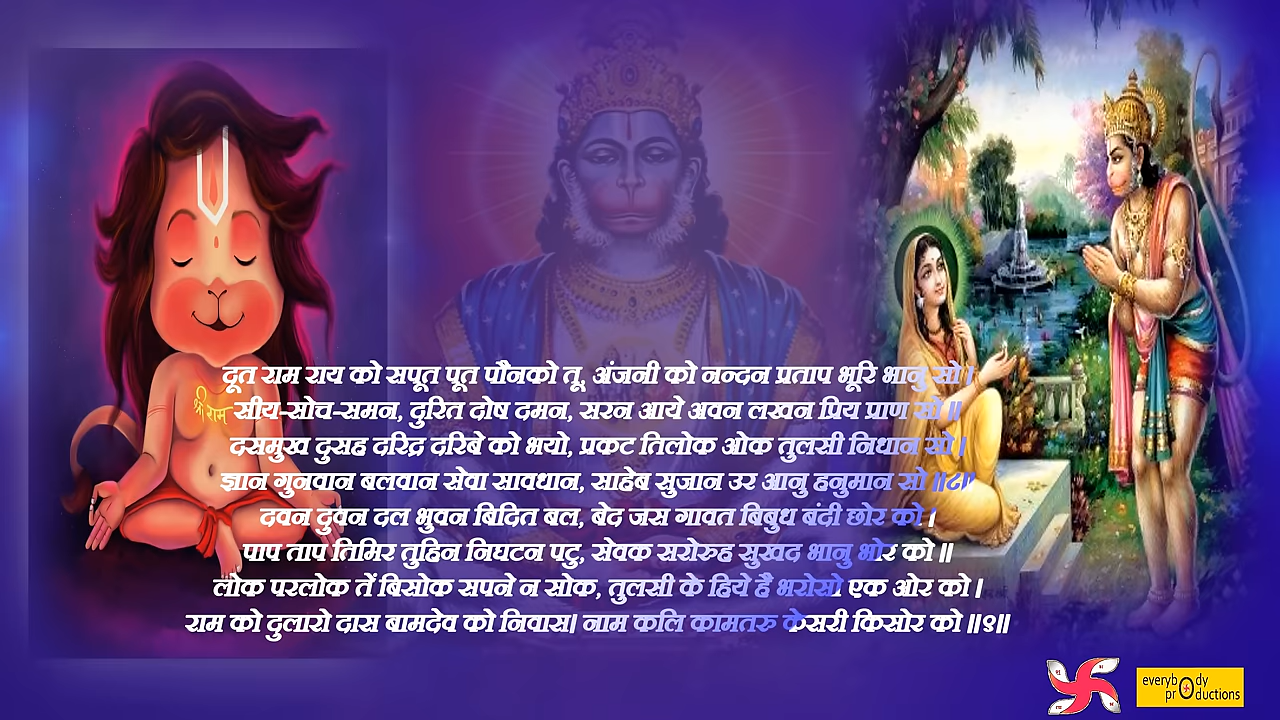 दूत राम राय को सपूत पूत पौनको तू, अंजनी को नन्दन प्रताप भूरि भानु सो ।
सीय-सोच-समन, दुरित दोष दमन, सरन आये अवन लखन प्रिय प्राण सो ॥
दसमुख दुसह दरिद्र दरिबे को भयो, प्रकट तिलोक ओक तुलसी निधान सो ।
ज्ञान गुनवान बलवान सेवा सावधान, साहेब सुजान उर आनु हनुमान सो ॥८॥
दवन दुवन दल भुवन बिदित बल, बेद जस गावत बिबुध बंदी छोर को ।
पाप ताप तिमिर तुहिन निघटन पटु, सेवक सरोरुह सुखद भानु भोर को ॥
लोक परलोक तें बिसोक सपने न सोक, तुलसी के हिये है भरोसो एक ओर को ।
राम को दुलारो दास बामदेव को निवास। नाम कलि कामतरु केसरी किसोर को ॥९॥
श्री राम
everybody
productions